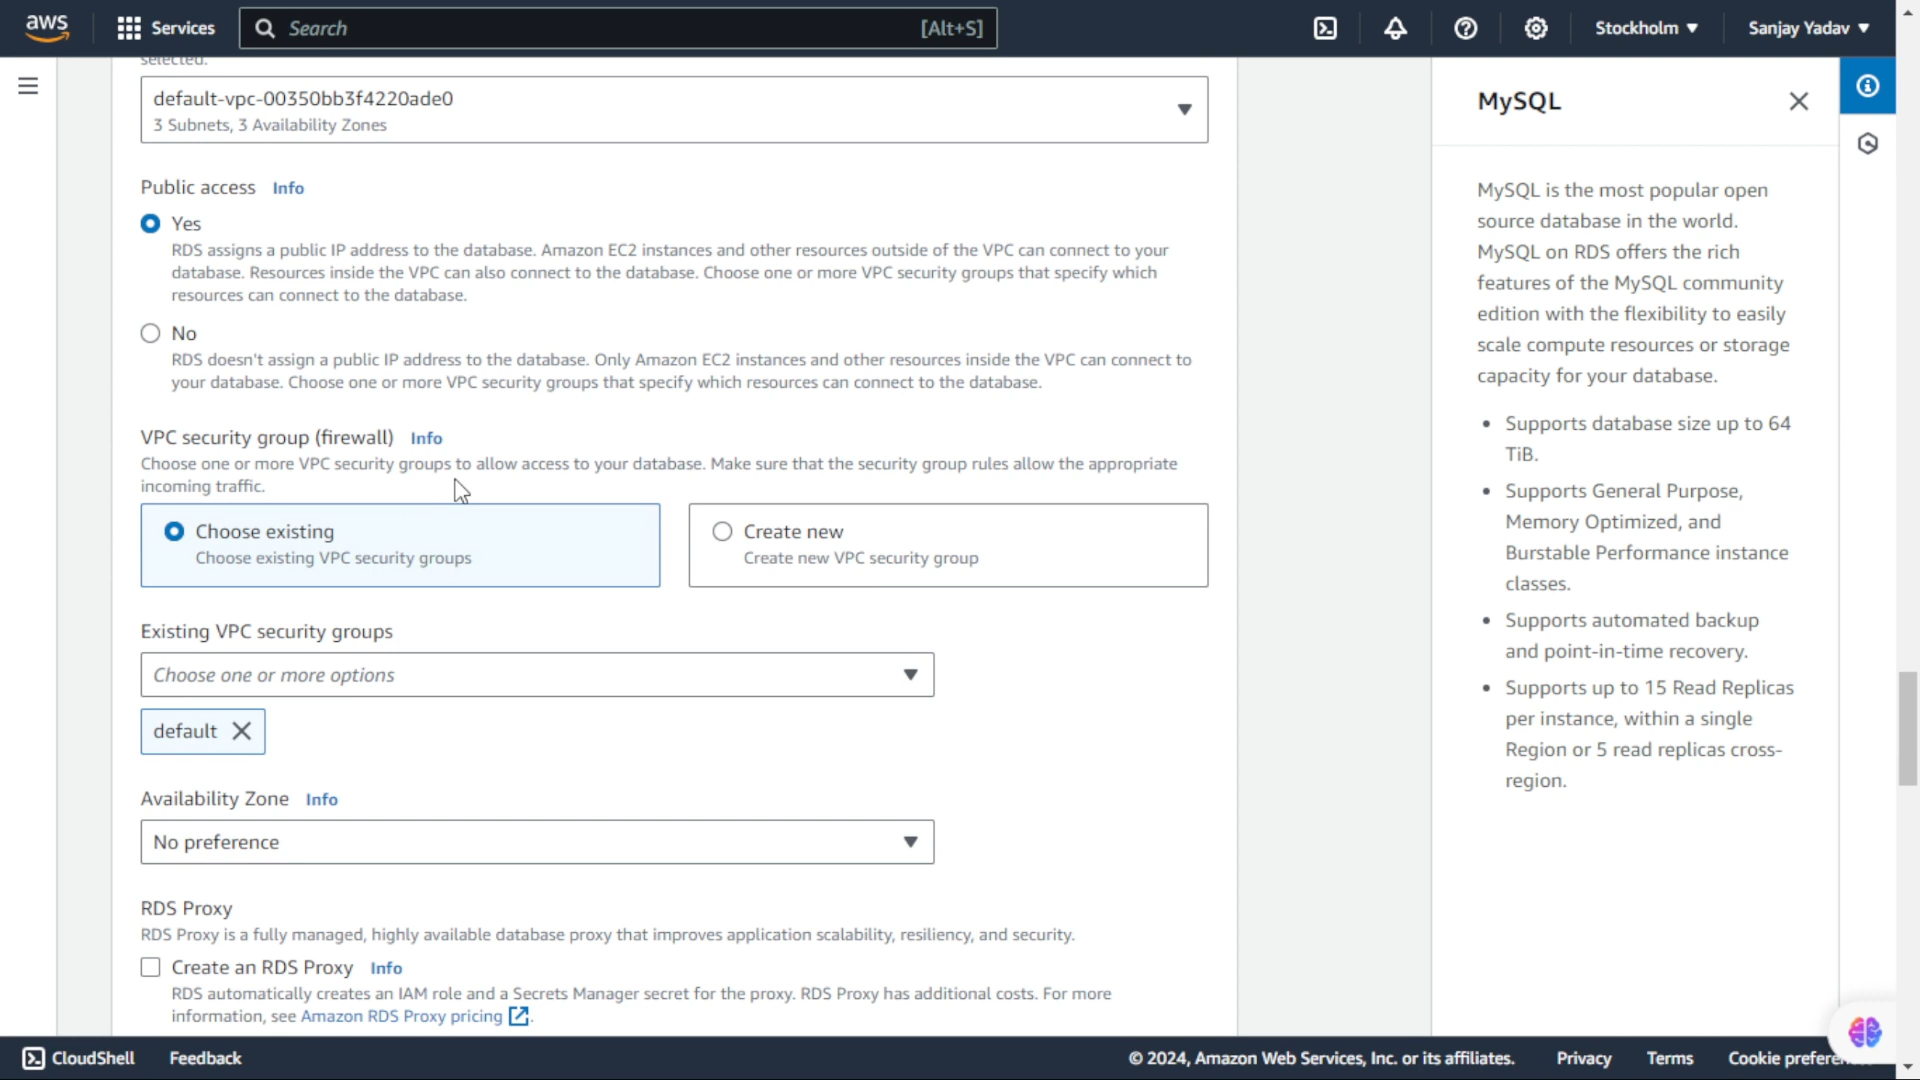 aws
Services
Search
[Alt+S]
Stockholm
Sanjay Yadav
selected.
default-vpc-00350bb3f4220ade0
3 Subnets, 3 Availability Zones
Public access Info
Yes
RDS assigns a public IP address to the database. Amazon EC2 instances and other resources outside of the VPC can connect to your
database. Resources inside the VPC can also connect to the database. Choose one or more VPC security groups that specify which
resources can connect to the database.
No
RDS doesn't assign a public IP address to the database. Only Amazon EC2 instances and other resources inside the VPC can connect to
your database. Choose one or more VPC security groups that specify which resources can connect to the database.
VPC security group (firewall) Info
Choose one or more VPC security groups to allow access to your database. Make sure that the security group rules allow the appropriate
incoming traffic.
Choose existing
Choose existing VPC security groups
Create new
Create new VPC security group
Existing VPC security groups
Choose one or more options
default
Availability Zone Info
No preference
RDS Proxy
RDS Proxy is a fully managed, highly available database proxy that improves application scalability, resiliency, and security.
Create an RDS Proxy Info
RDS automatically creates an IAM role and a Secrets Manager secret for the proxy. RDS Proxy has additional costs. For more
information, see Amazon RDS Proxy pricing.
MySQL
MySQL is the most popular open
source database in the world.
MySQL on RDS offers the rich
features of the MySQL community
edition with the flexibility to easily
scale compute resources or storage
capacity for your database.
• Supports database size up to 64
TiB.
• Supports General Purpose,
Memory Optimized, and
Burstable Performance instance
classes.
• Supports automated backup
and point-in-time recovery.
• Supports up to 15 Read Replicas
per instance, within a single
Region or 5 read replicas cross-
region.
CloudShell
Feedback
© 2024, Amazon Web Services, Inc. or its affiliates.
Privacy
Terms
Cookie